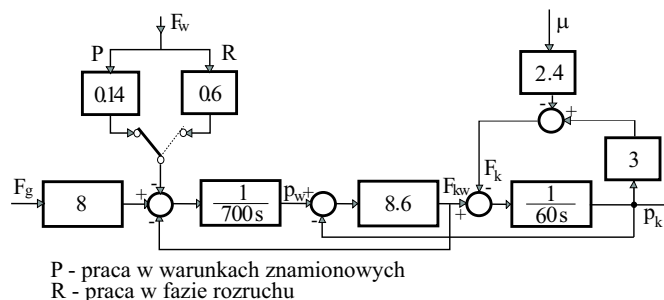 F_w
μ
P R
2.4
0.14 0.6
- +
3
F_g 8 + - - 1/700s p_w + - 8.6 F_kw + - F_k 1/60s p_k
P - praca w warunkach znamionowych
R - praca w fazie rozruchu